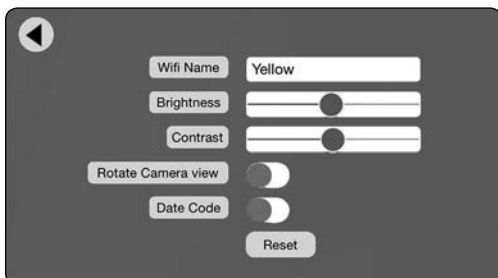 Wifi Name
Yellow
Brightness
Contrast
Rotate Camera view
Date Code
Reset